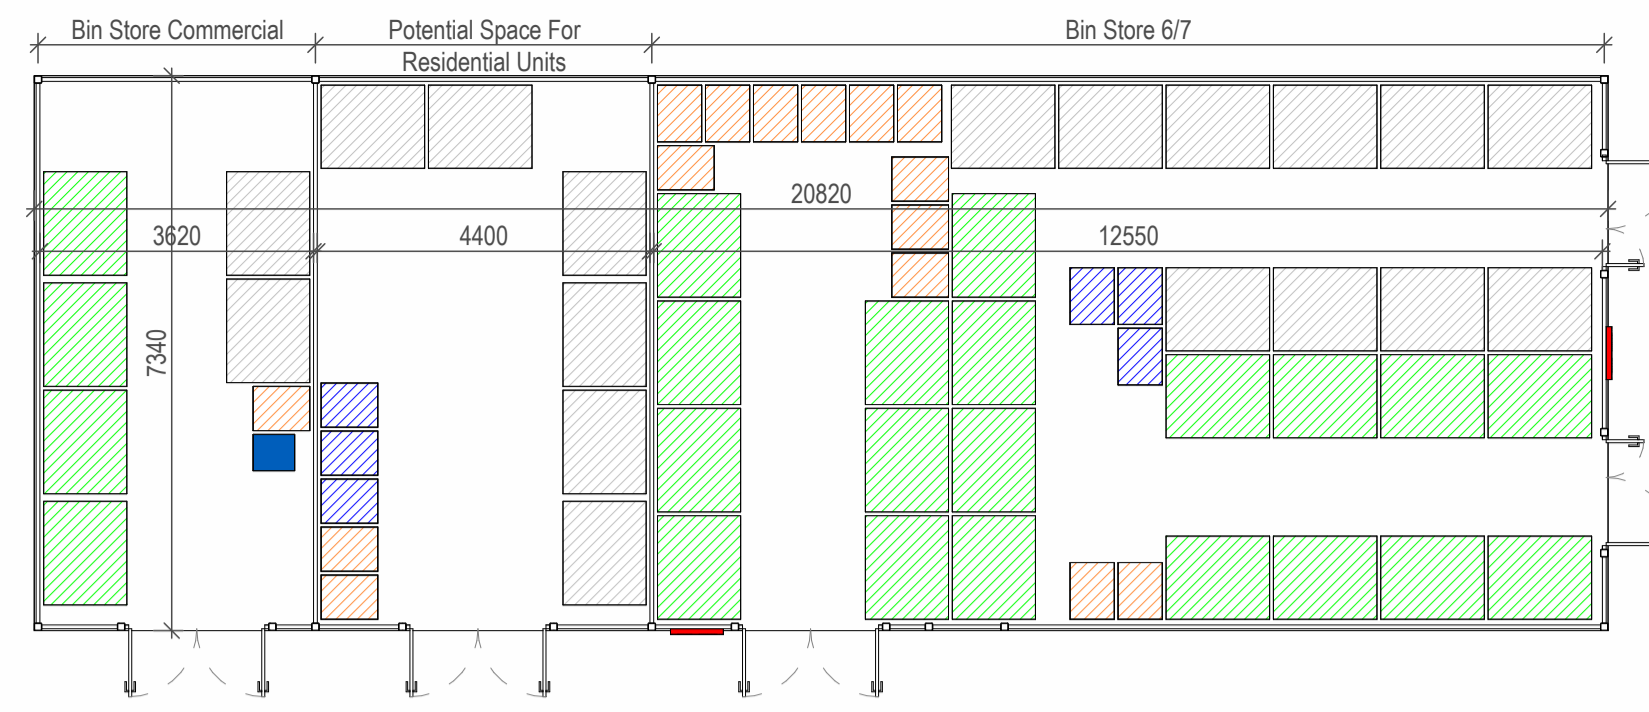 Bin Store Commercial
Potential Space For
Residential Units
Bin Store 6/7
20820
3620
4400
12550
7340